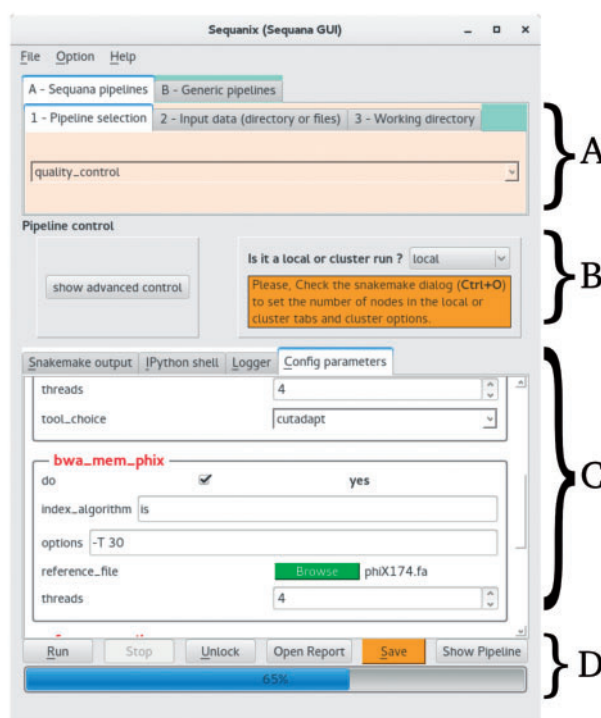 Sequanix (Sequana GUI)
File Option Help
A - Sequana pipelines B - Generic pipelines
1 - Pipeline selection 2 - Input data (directory or files) 3 - Working directory
quality_control
A
Pipeline control
Is it a local or cluster run ? local
show advanced control
Please, Check the snakemake dialog (Ctrl+O)
to set the number of nodes in the local or
cluster tabs and cluster options.
B
Snakemake output IPython shell Logger Config parameters
threads 4
tool_choice cutadapt
bwa_mem_phix
do yes
index_algorithm is
options -T 30
reference_file Browse phiX174.fa
threads 4
C
Run Stop Unlock Open Report Save Show Pipeline
65%
D